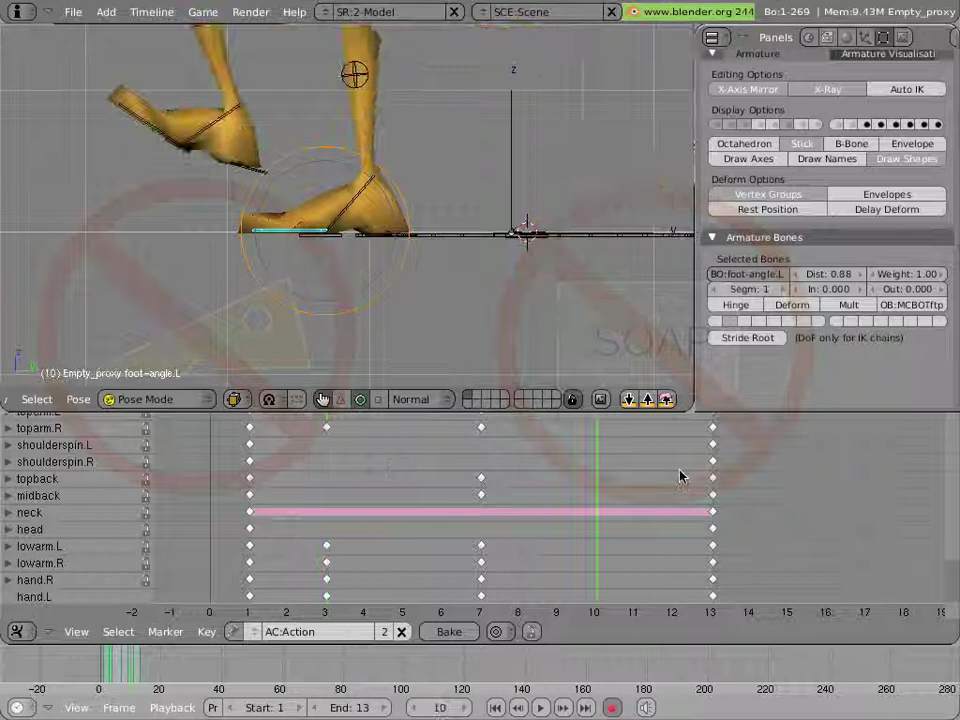 File Add Timeline Game Render Help SR:2-Model SCE:Scene www.blender.org 244 Bo:1-269 | Mem:9.43M Empty_proxy
Panels
Armature Armature Visualisati
Editing Options
X-Axis Mirror X-Ray Auto IK
Display Options
Octahedron Stick B-Bone Envelope
Draw Axes Draw Names Draw Shapes
Deform Options
Vertex Groups Envelopes
Rest Position Delay Deform
Armature Bones
Selected Bones
BO:foot-angle.L Dist: 0.88 Weight: 1.00
Segm: 1 In: 0.000 Out: 0.000
Hinge Deform Mult OB:MCBOTftp
Stride Root (DoF only for IK chains)
z
y
SOAP
(10) Empty_proxy foot-angle.L
Select Pose Pose Mode Normal
toparm.L
toparm.R
shoulderspin.L
shoulderspin.R
topback
midback
neck
head
lowarm.L
lowarm.R
hand.R
hand.L
-2 -1 0 1 2 3 4 5 6 7 8 9 10 11 12 13 14 15 16 17 18 19
View Select Marker Key AC:Action 2 Bake
-20 0 20 40 60 80 100 120 140 160 180 200 220 240 260 280
View Frame Playback Pr Start: 1 End: 13 10